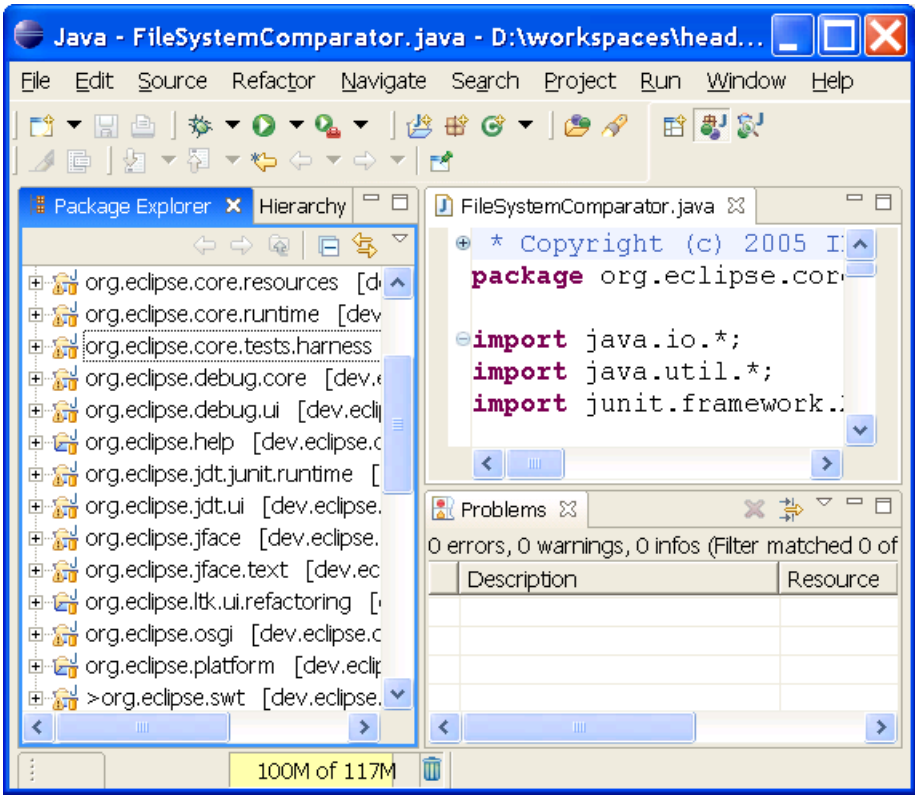 Java - FileSystemComparator.java - D:\workspaces\head...
File Edit Source Refactor Navigate Search Project Run Window Help
Package Explorer Hierarchy
org.eclipse.core.resources [d
org.eclipse.core.runtime [dev
org.eclipse.core.tests.harness
org.eclipse.debug.core [dev.e
org.eclipse.debug.ui [dev.eclip
org.eclipse.help [dev.eclipse.c
org.eclipse.jdt.junit.runtime [
org.eclipse.jdt.ui [dev.eclipse.
org.eclipse.jface [dev.eclipse.
org.eclipse.jface.text [dev.ec
org.eclipse.ltk.ui.refactoring [
org.eclipse.osgi [dev.eclipse.c
org.eclipse.platform [dev.eclip
>org.eclipse.swt [dev.eclipse.
FileSystemComparator.java
* Copyright (c) 2005 I
package org.eclipse.cor
import java.io.*;
import java.util.*;
import junit.framework.
Problems
0 errors, 0 warnings, 0 infos (Filter matched 0 of
Description Resource
100M of 117M